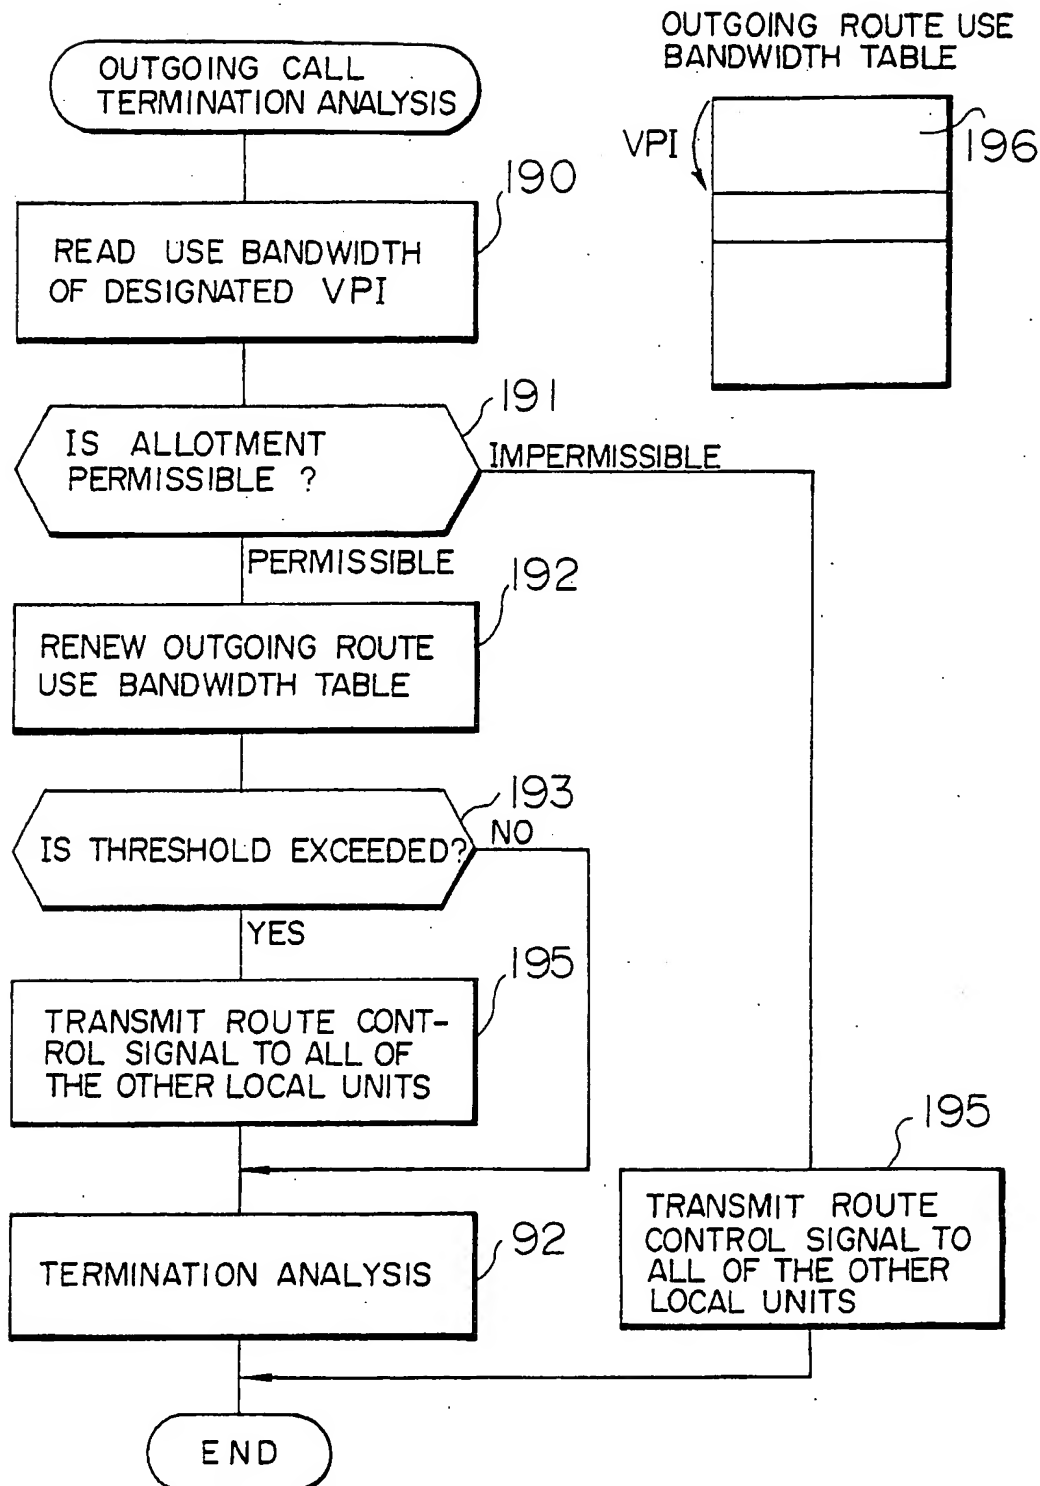 OUTGOING ROUTE USE
BANDWIDTH TABLE
VPI
196
OUTGOING CALL
TERMINATION ANALYSIS
190
READ USE BANDWIDTH
OF DESIGNATED VPI
191
IS ALLOTMENT
PERMISSIBLE ?
IMPERMISSIBLE
PERMISSIBLE
192
RENEW OUTGOING ROUTE
USE BANDWIDTH TABLE
193
IS THRESHOLD EXCEEDED?
NO
YES
195
TRANSMIT ROUTE CONT-
ROL SIGNAL TO ALL OF
THE OTHER LOCAL UNITS
195
TRANSMIT ROUTE
CONTROL SIGNAL TO
ALL OF THE OTHER
LOCAL UNITS
92
TERMINATION ANALYSIS
END